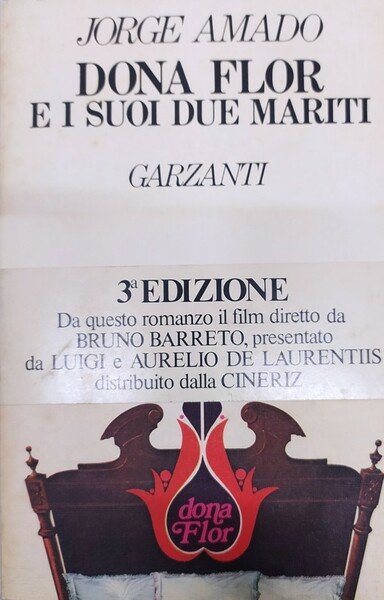 JORGE AMADO
DONA FLOR
E I SUOI DUE MARITI
GARZANTI
3ª EDIZIONE
Da questo romanzo il film diretto da
BRUNO BARRETO, presentato
da LUIGI e AURELIO DE LAURENTIIS
distribuito dalla CINERIZ
dona
Flor